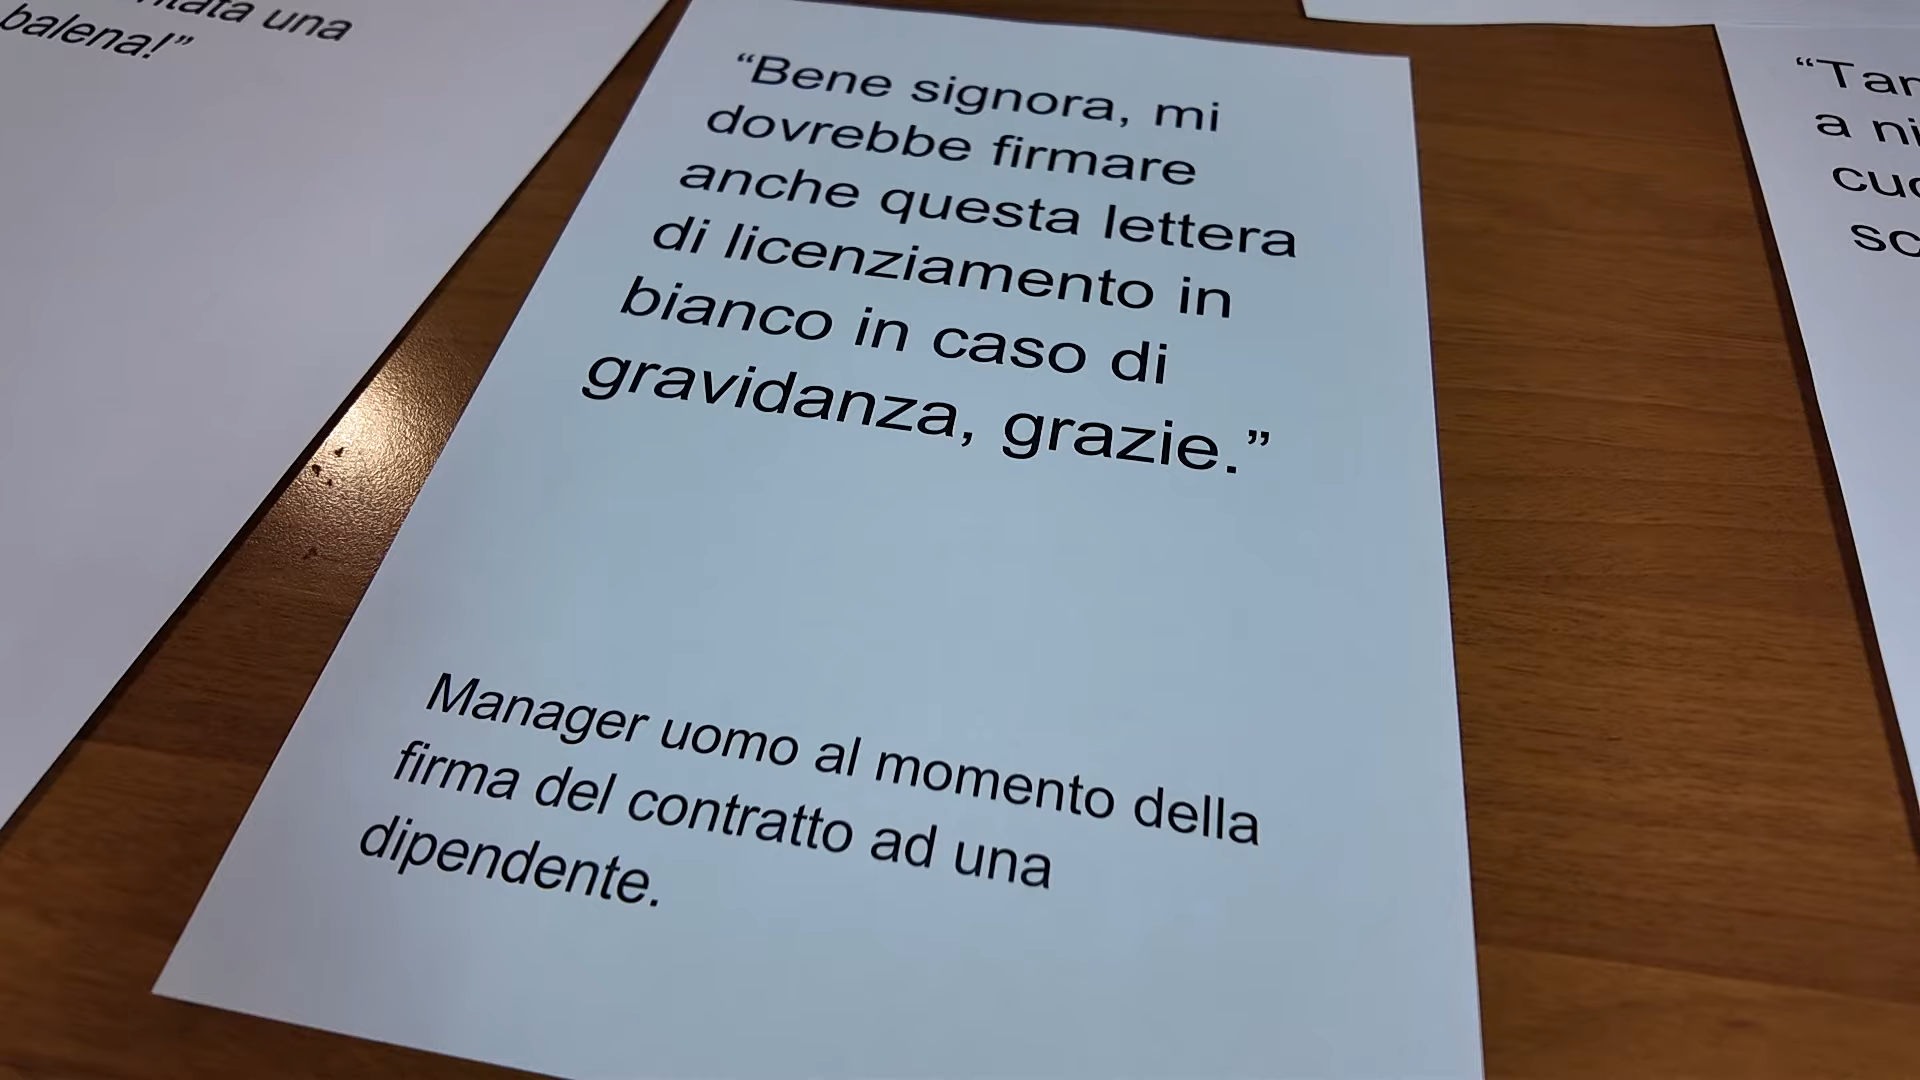 una
balena!”
“Bene signora, mi
dovrebbe firmare
anche questa lettera
di licenziamento in
bianco in caso di
gravidanza, grazie.”
Manager uomo al momento della
firma del contratto ad una
dipendente.
a